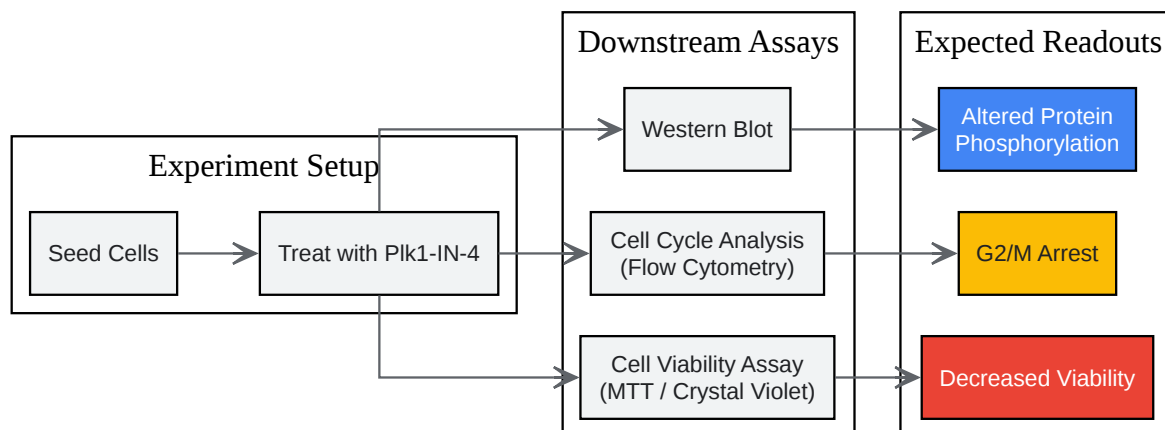 Experiment Setup
Seed Cells
Treat with Plk1-IN-4
Downstream Assays
Western Blot
Cell Cycle Analysis
(Flow Cytometry)
Cell Viability Assay
(MTT / Crystal Violet)
Expected Readouts
Altered Protein
Phosphorylation
G2/M Arrest
Decreased Viability